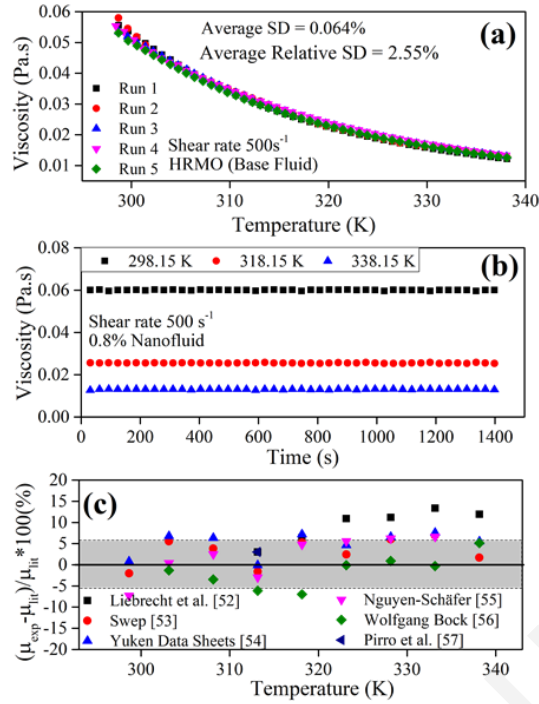 0.06
0.05
0.04
0.03
0.02
0.01
Viscosity (Pa.s)
Average SD = 0.064%
Average Relative SD = 2.55%
(a)
Run 1
Run 2
Run 3
Run 4
Run 5
Shear rate 500s⁻¹
HRMO (Base Fluid)
300 310 320 330 340
Temperature (K)
0.08
0.06
0.04
0.02
0.00
Viscosity (Pa.s)
298.15 K 318.15 K 338.15 K
(b)
Shear rate 500 s⁻¹
0.8% Nanofluid
0 200 400 600 800 1000 1200 1400
Time (s)
20
15
10
5
0
-5
-10
-15
-20
(μexp-μlit)/μlit*100(%)
(c)
Liebrecht et al. [52]
Swep [53]
Yuken Data Sheets [54]
Nguyen-Schäfer [55]
Wolfgang Bock [56]
Pirro et al. [57]
300 310 320 330 340
Temperature (K)